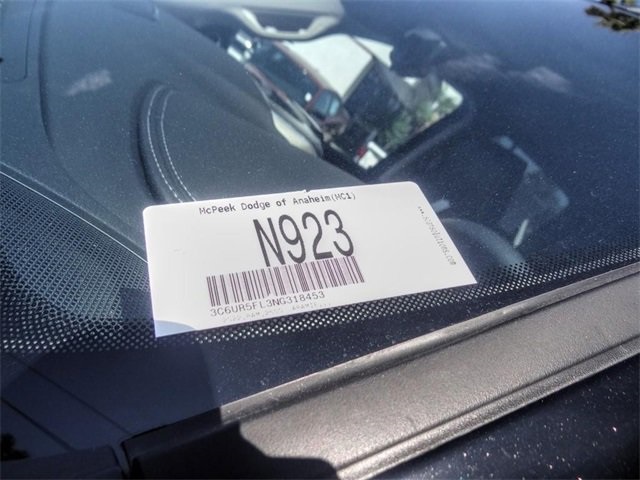 McPeek Dodge of Anaheim(MC1)
N923
3C6UR5FL3NG318453